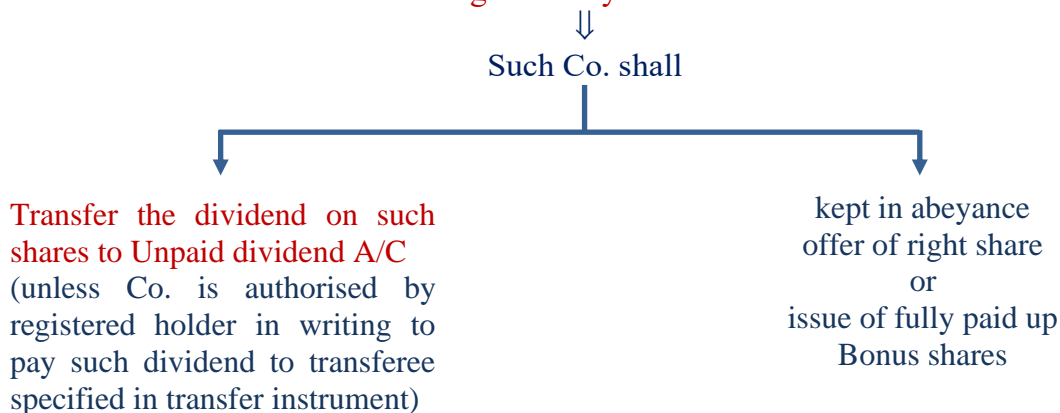 ⇓
Such Co. shall
Transfer the dividend on such
shares to Unpaid dividend A/C
(unless Co. is authorised by
registered holder in writing to
pay such dividend to transferee
specified in transfer instrument)
kept in abeyance
offer of right share
or
issue of fully paid up
Bonus shares